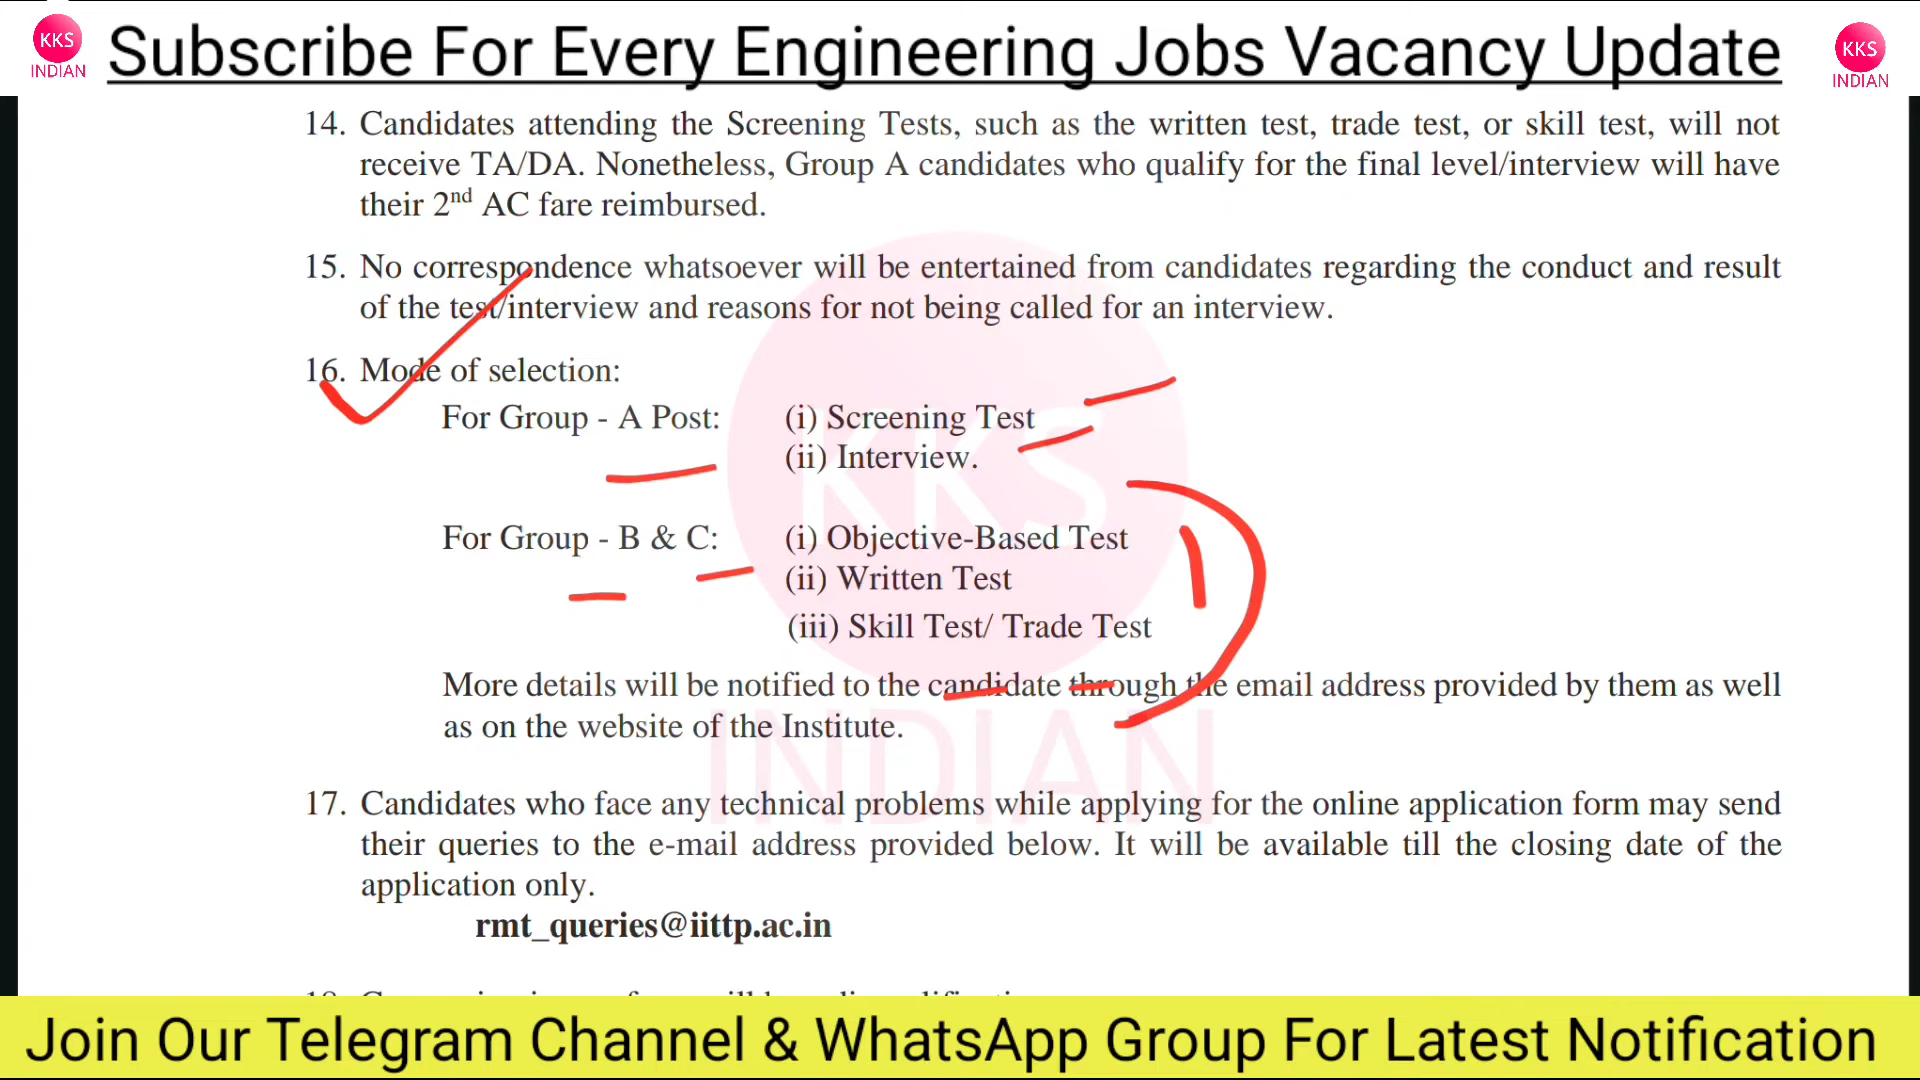 KKS
INDIAN
Subscribe For Every Engineering Jobs Vacancy Update
KKS
INDIAN
14. Candidates attending the Screening Tests, such as the written test, trade test, or skill test, will not
receive TA/DA. Nonetheless, Group A candidates who qualify for the final level/interview will have
their 2nd AC fare reimbursed.
15. No correspondence whatsoever will be entertained from candidates regarding the conduct and result
of the test/interview and reasons for not being called for an interview.
16. Mode of selection:
For Group - A Post: (i) Screening Test
(ii) Interview.
For Group - B & C: (i) Objective-Based Test
(ii) Written Test
(iii) Skill Test/ Trade Test
More details will be notified to the candidate through the email address provided by them as well
as on the website of the Institute.
KKS
INDIAN
17. Candidates who face any technical problems while applying for the online application form may send
their queries to the e-mail address provided below. It will be available till the closing date of the
application only.
rmt_queries@iittp.ac.in
Join Our Telegram Channel & WhatsApp Group For Latest Notification